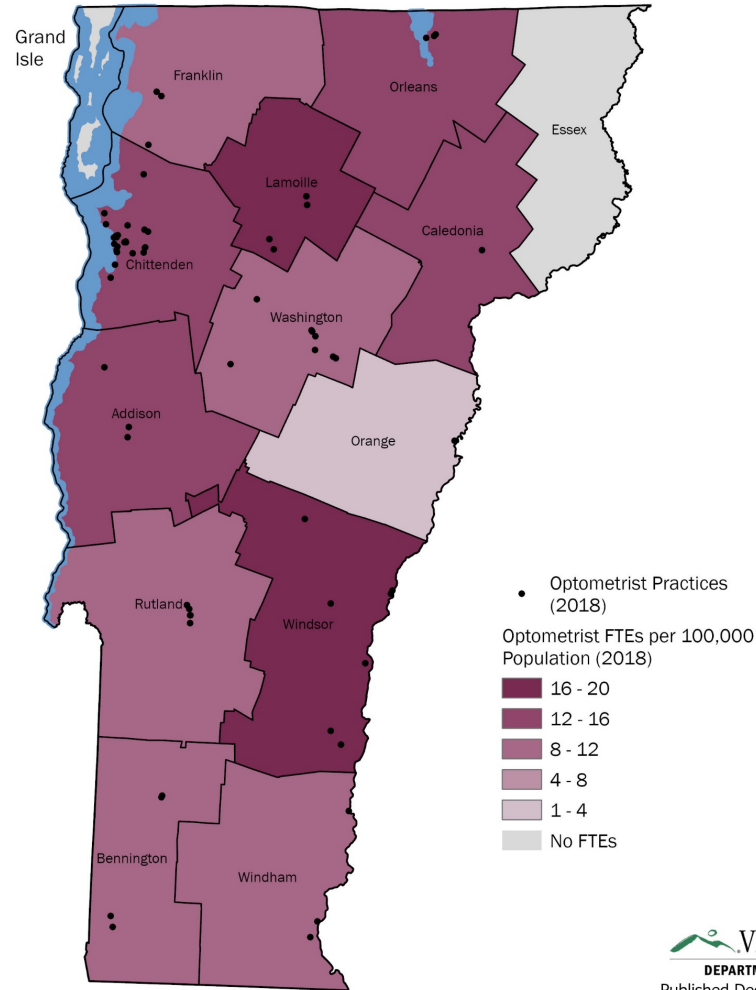 Grand
Isle
Franklin
Orleans
Essex
Lamoille
Caledonia
Chittenden
Washington
Addison
Orange
Rutland
Windsor
Bennington
Windham
Optometrist Practices
(2018)
Optometrist FTEs per 100,000
Population (2018)
16 - 20
12 - 16
8 - 12
4 - 8
1 - 4
No FTEs